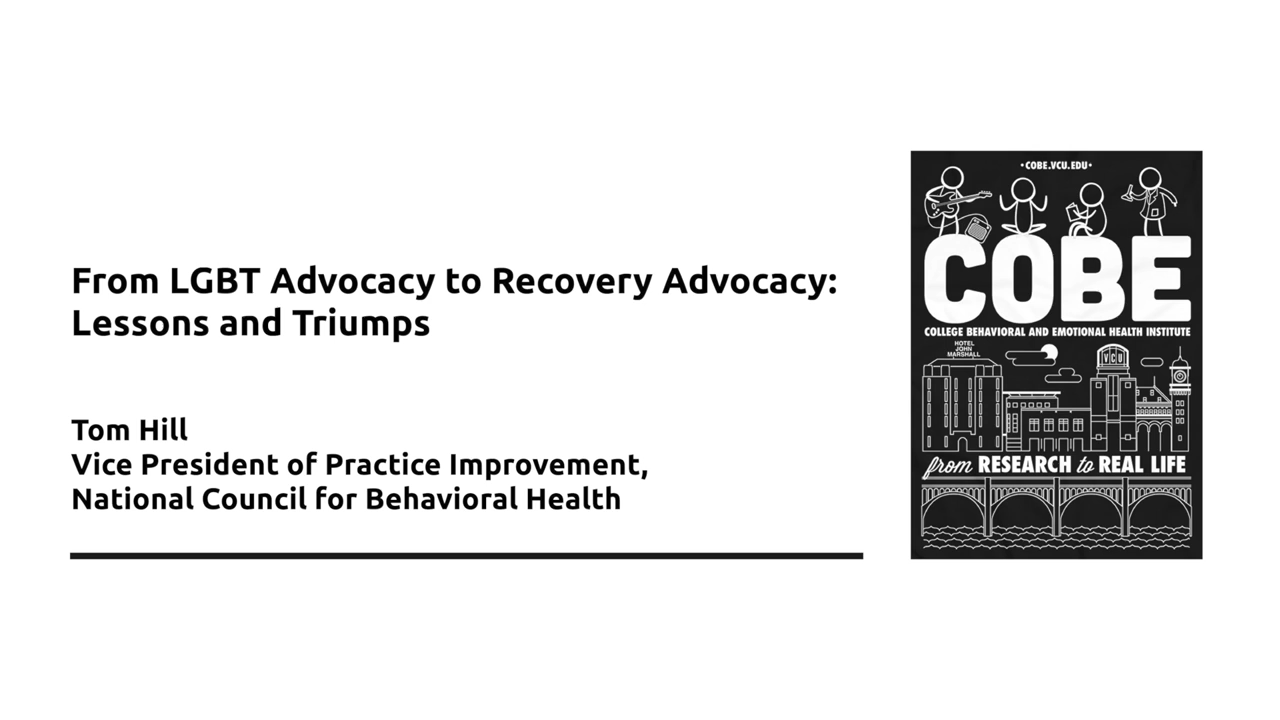 From LGBT Advocacy to Recovery Advocacy:
Lessons and Triumps
Tom Hill
Vice President of Practice Improvement,
National Council for Behavioral Health
•COBE.VCU.EDU•
COBE
COLLEGE BEHAVIORAL AND EMOTIONAL HEALTH INSTITUTE
HOTEL
JOHN
MARSHALL
VCU
from RESEARCH to REAL LIFE